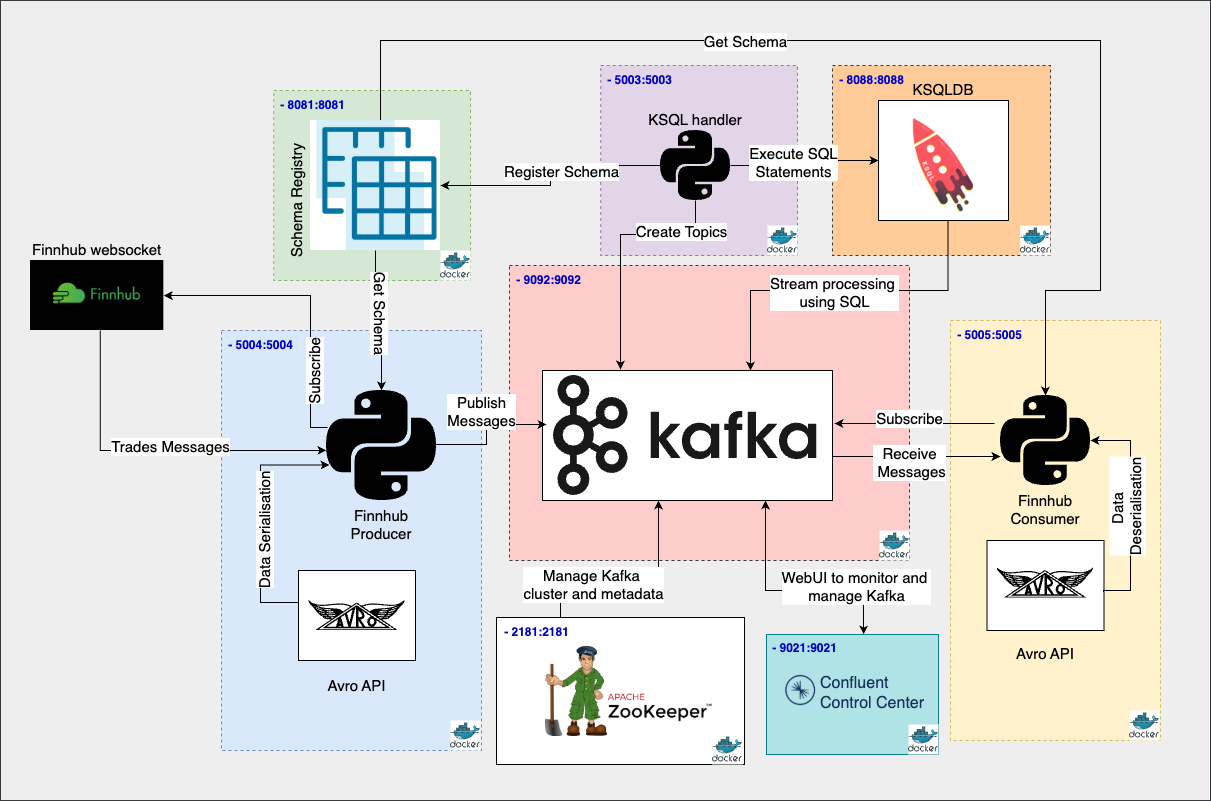 Get Schema
- 5003:5003
- 8088:8088
KSQLDB
- 8081:8081
KSQL handler
Schema Registry
Register Schema
Execute SQL
Statements
Create Topics
docker
docker
docker
Finnhub websocket
Finnhub
Get Schema
- 9092:9092
Stream processing
using SQL
- 5004:5004
- 5005:5005
Subscribe
Publish
Messages
kafka
Subscribe
Trades Messages
Receive
Messages
Finnhub
Producer
Finnhub
Consumer
Data Serialisation
Data
Deserialisation
docker
Manage Kafka
cluster and metadata
WebUI to monitor and
manage Kafka
AVRO
AVRO
- 2181:2181
- 9021:9021
Avro API
Avro API
APACHE
ZooKeeper™
Confluent
Control Center
docker
docker
docker
docker